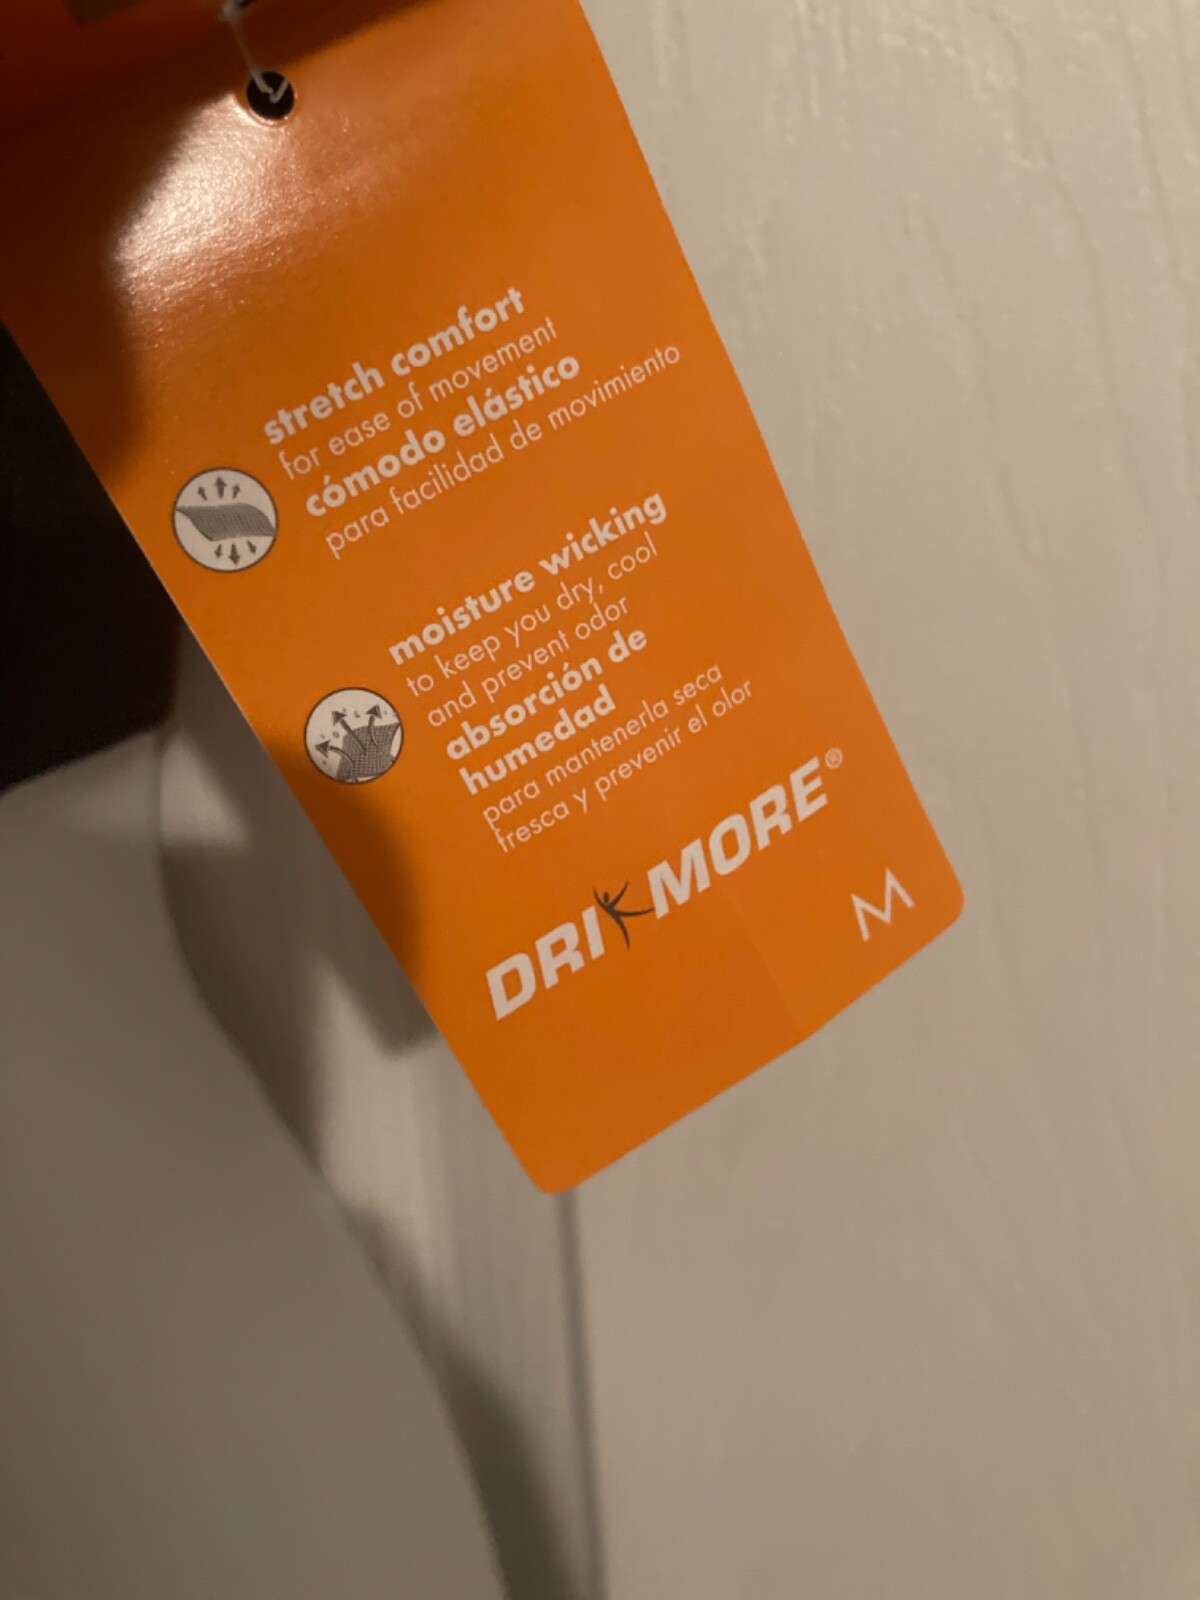 stretch comfort
for ease of movement
cómodo elástico
para facilidad de movimiento
moisture wicking
to keep you dry, cool
and prevent odor
absorción de
humedad
para mantenerla seca
fresca y prevenir el olor
DRI MORE®
M